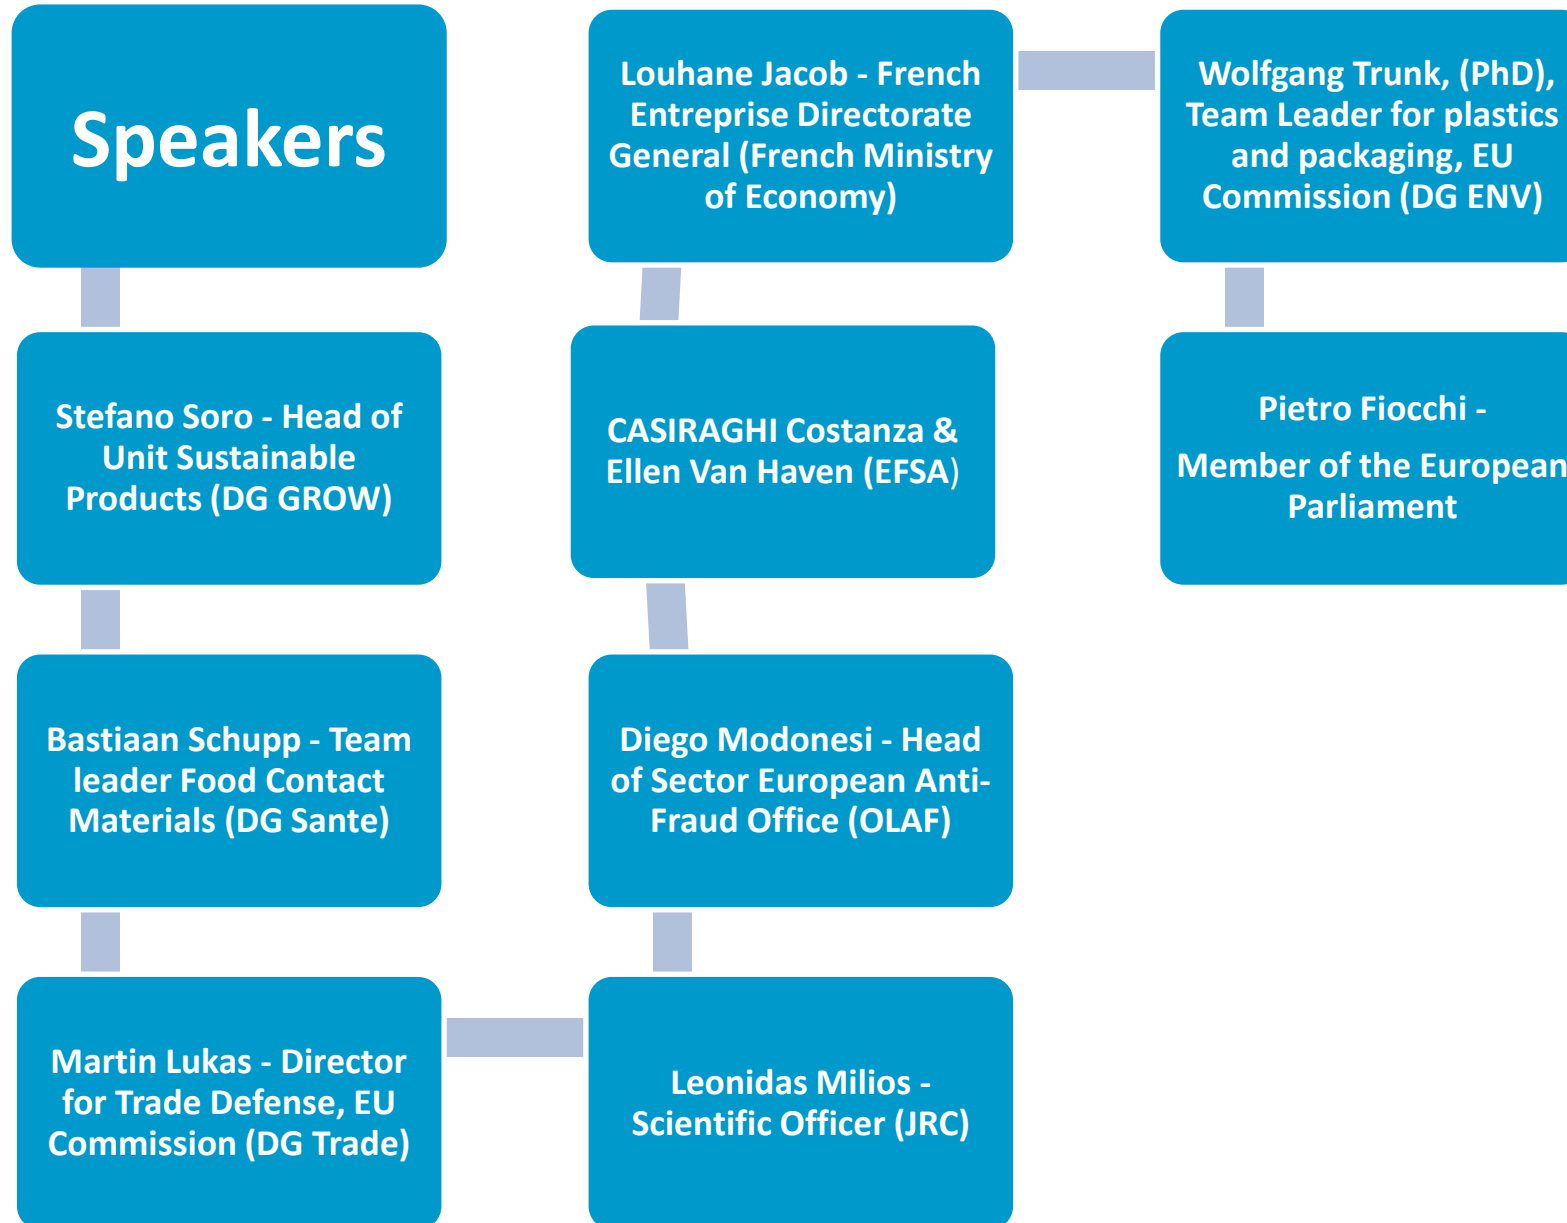 Speakers
Stefano Soro - Head of
Unit Sustainable
Products (DG GROW)
Bastiaan Schupp - Team
leader Food Contact
Materials (DG Sante)
Martin Lukas - Director
for Trade Defense, EU
Commission (DG Trade)
Leonidas Milios -
Scientific Officer (JRC)
Diego Modonesi - Head
of Sector European Anti-
Fraud Office (OLAF)
CASIRAGHI Costanza &
Ellen Van Haven (EFSA)
Louhane Jacob - French
Entreprise Directorate
General (French Ministry
of Economy)
Wolfgang Trunk, (PhD),
Team Leader for plastics
and packaging, EU
Commission (DG ENV)
Pietro Fiocchi -
Member of the European
Parliament